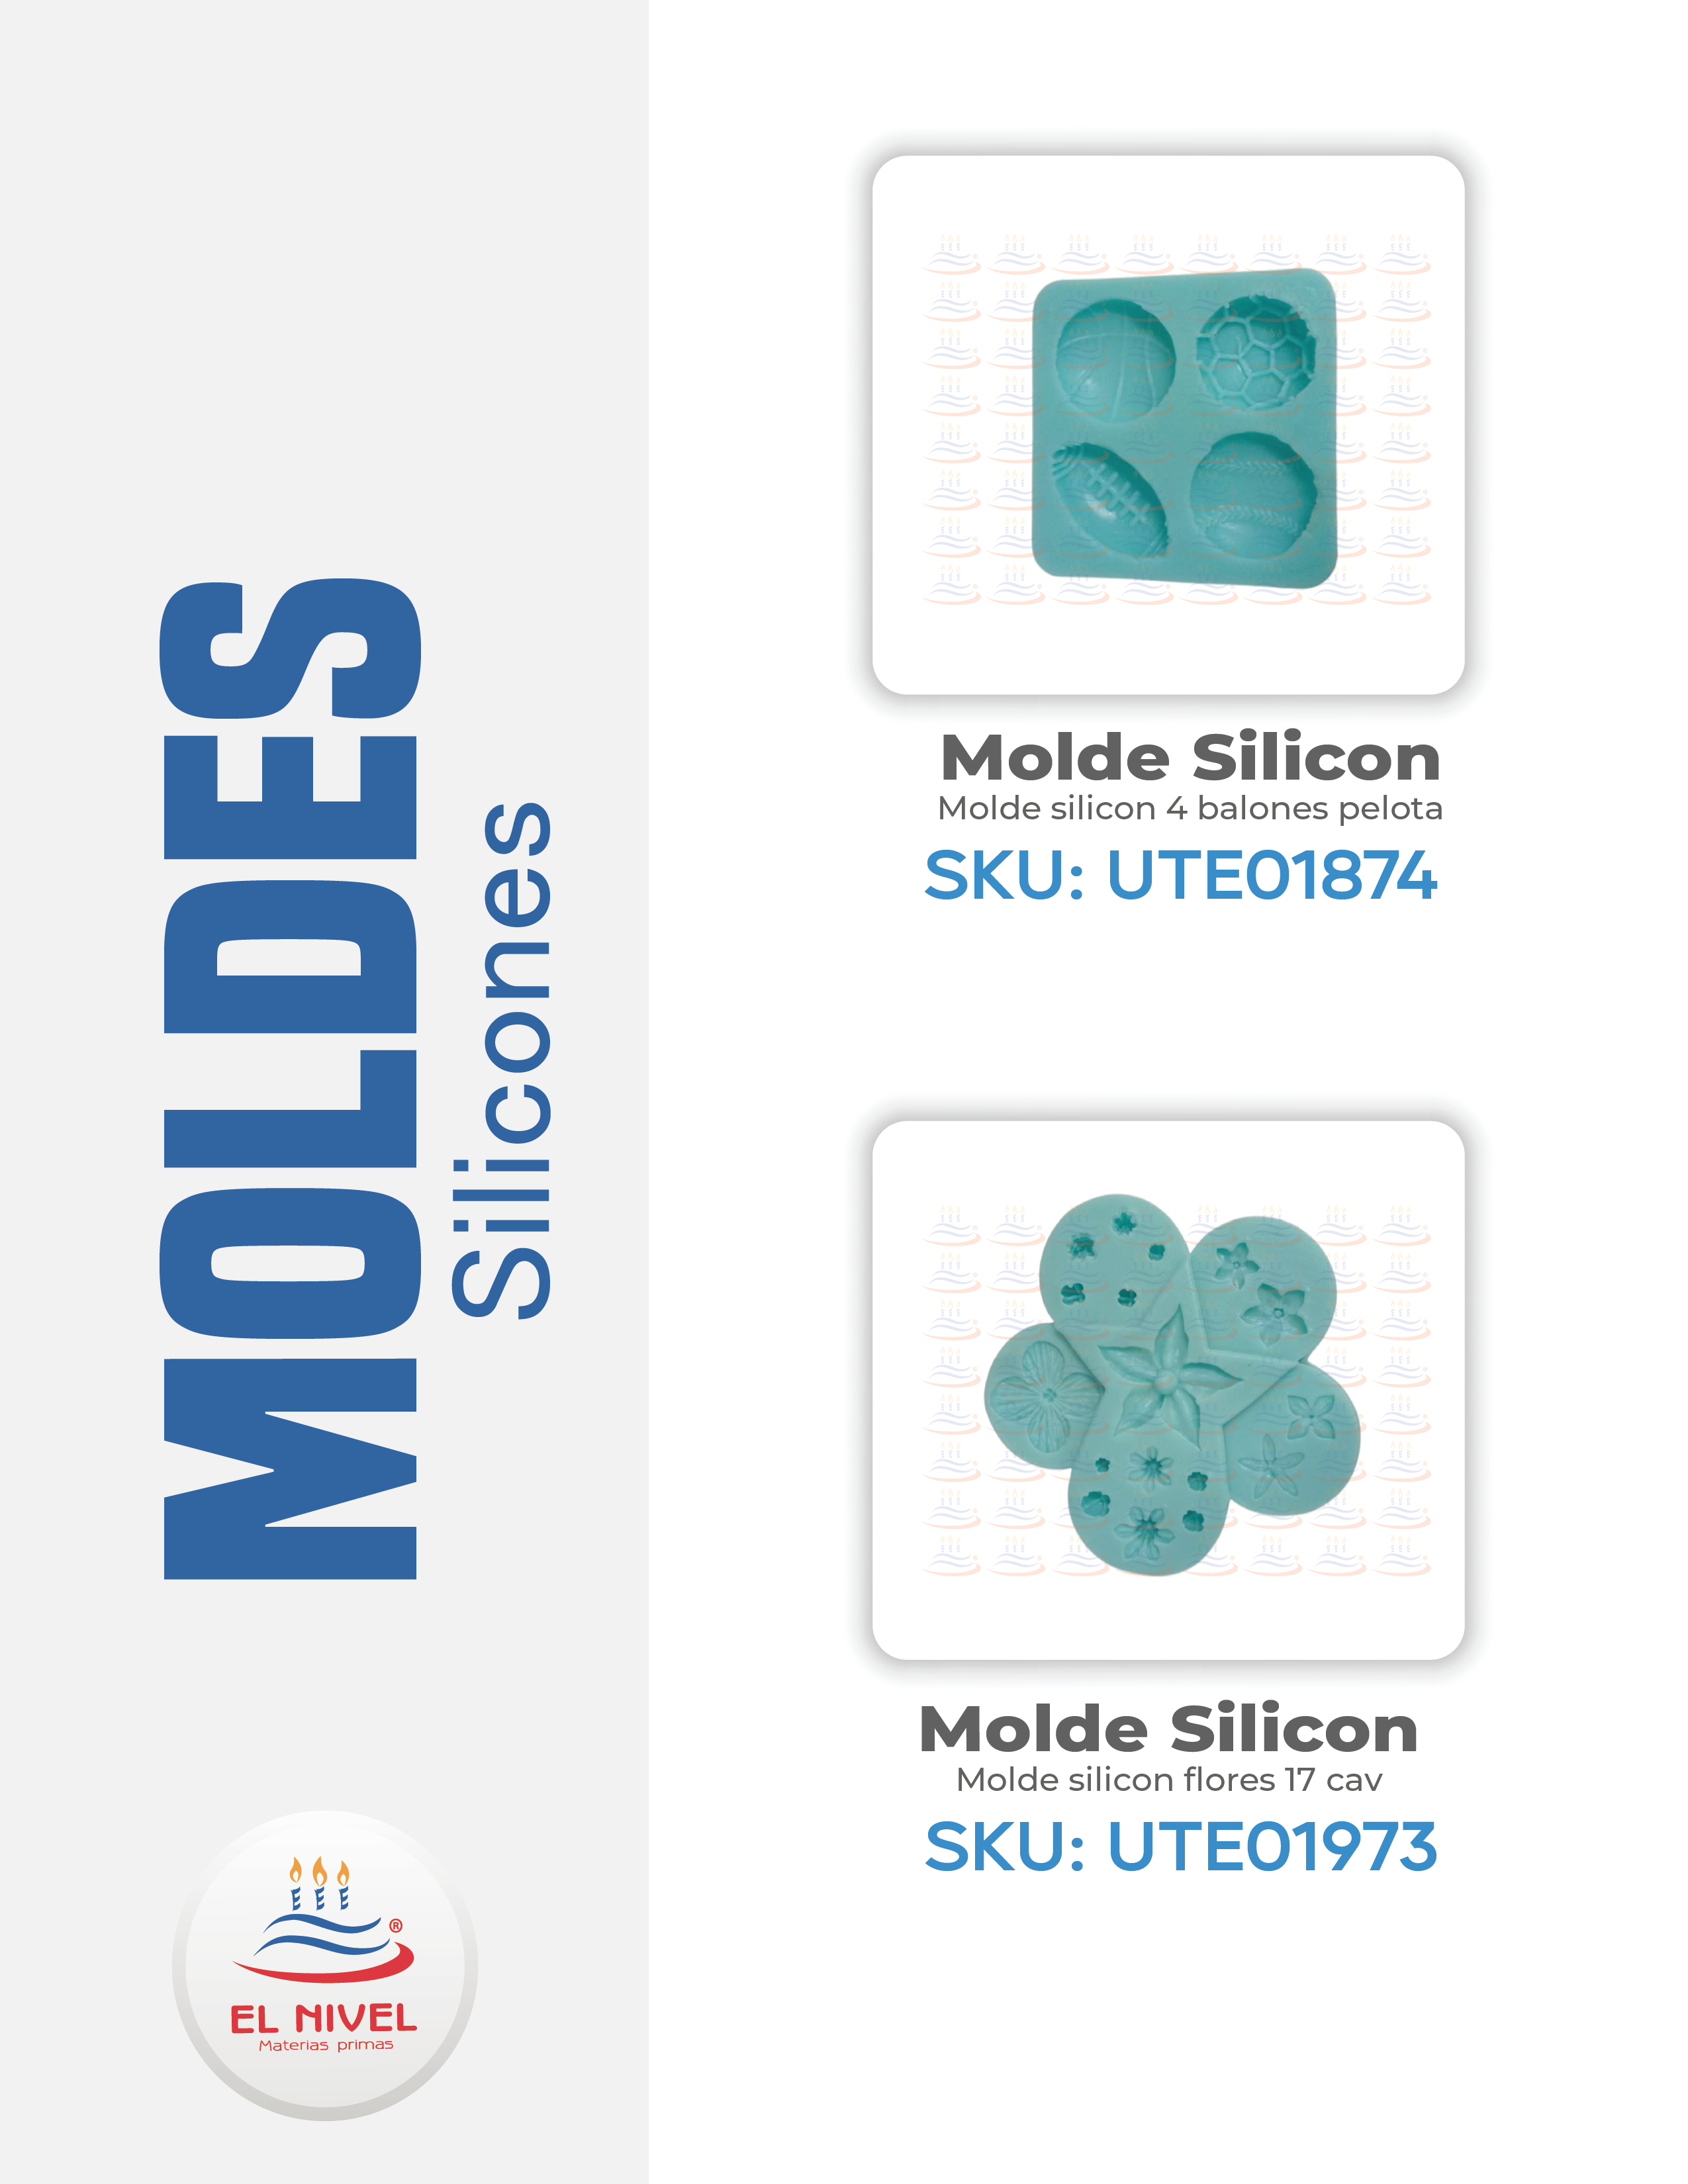 MOLDES
Silicones
Molde Silicon
Molde silicon 4 balones pelota
SKU: UTE01874
Molde Silicon
Molde silicon flores 17 cav
SKU: UTE01973
®
EL NIVEL
Materias primas